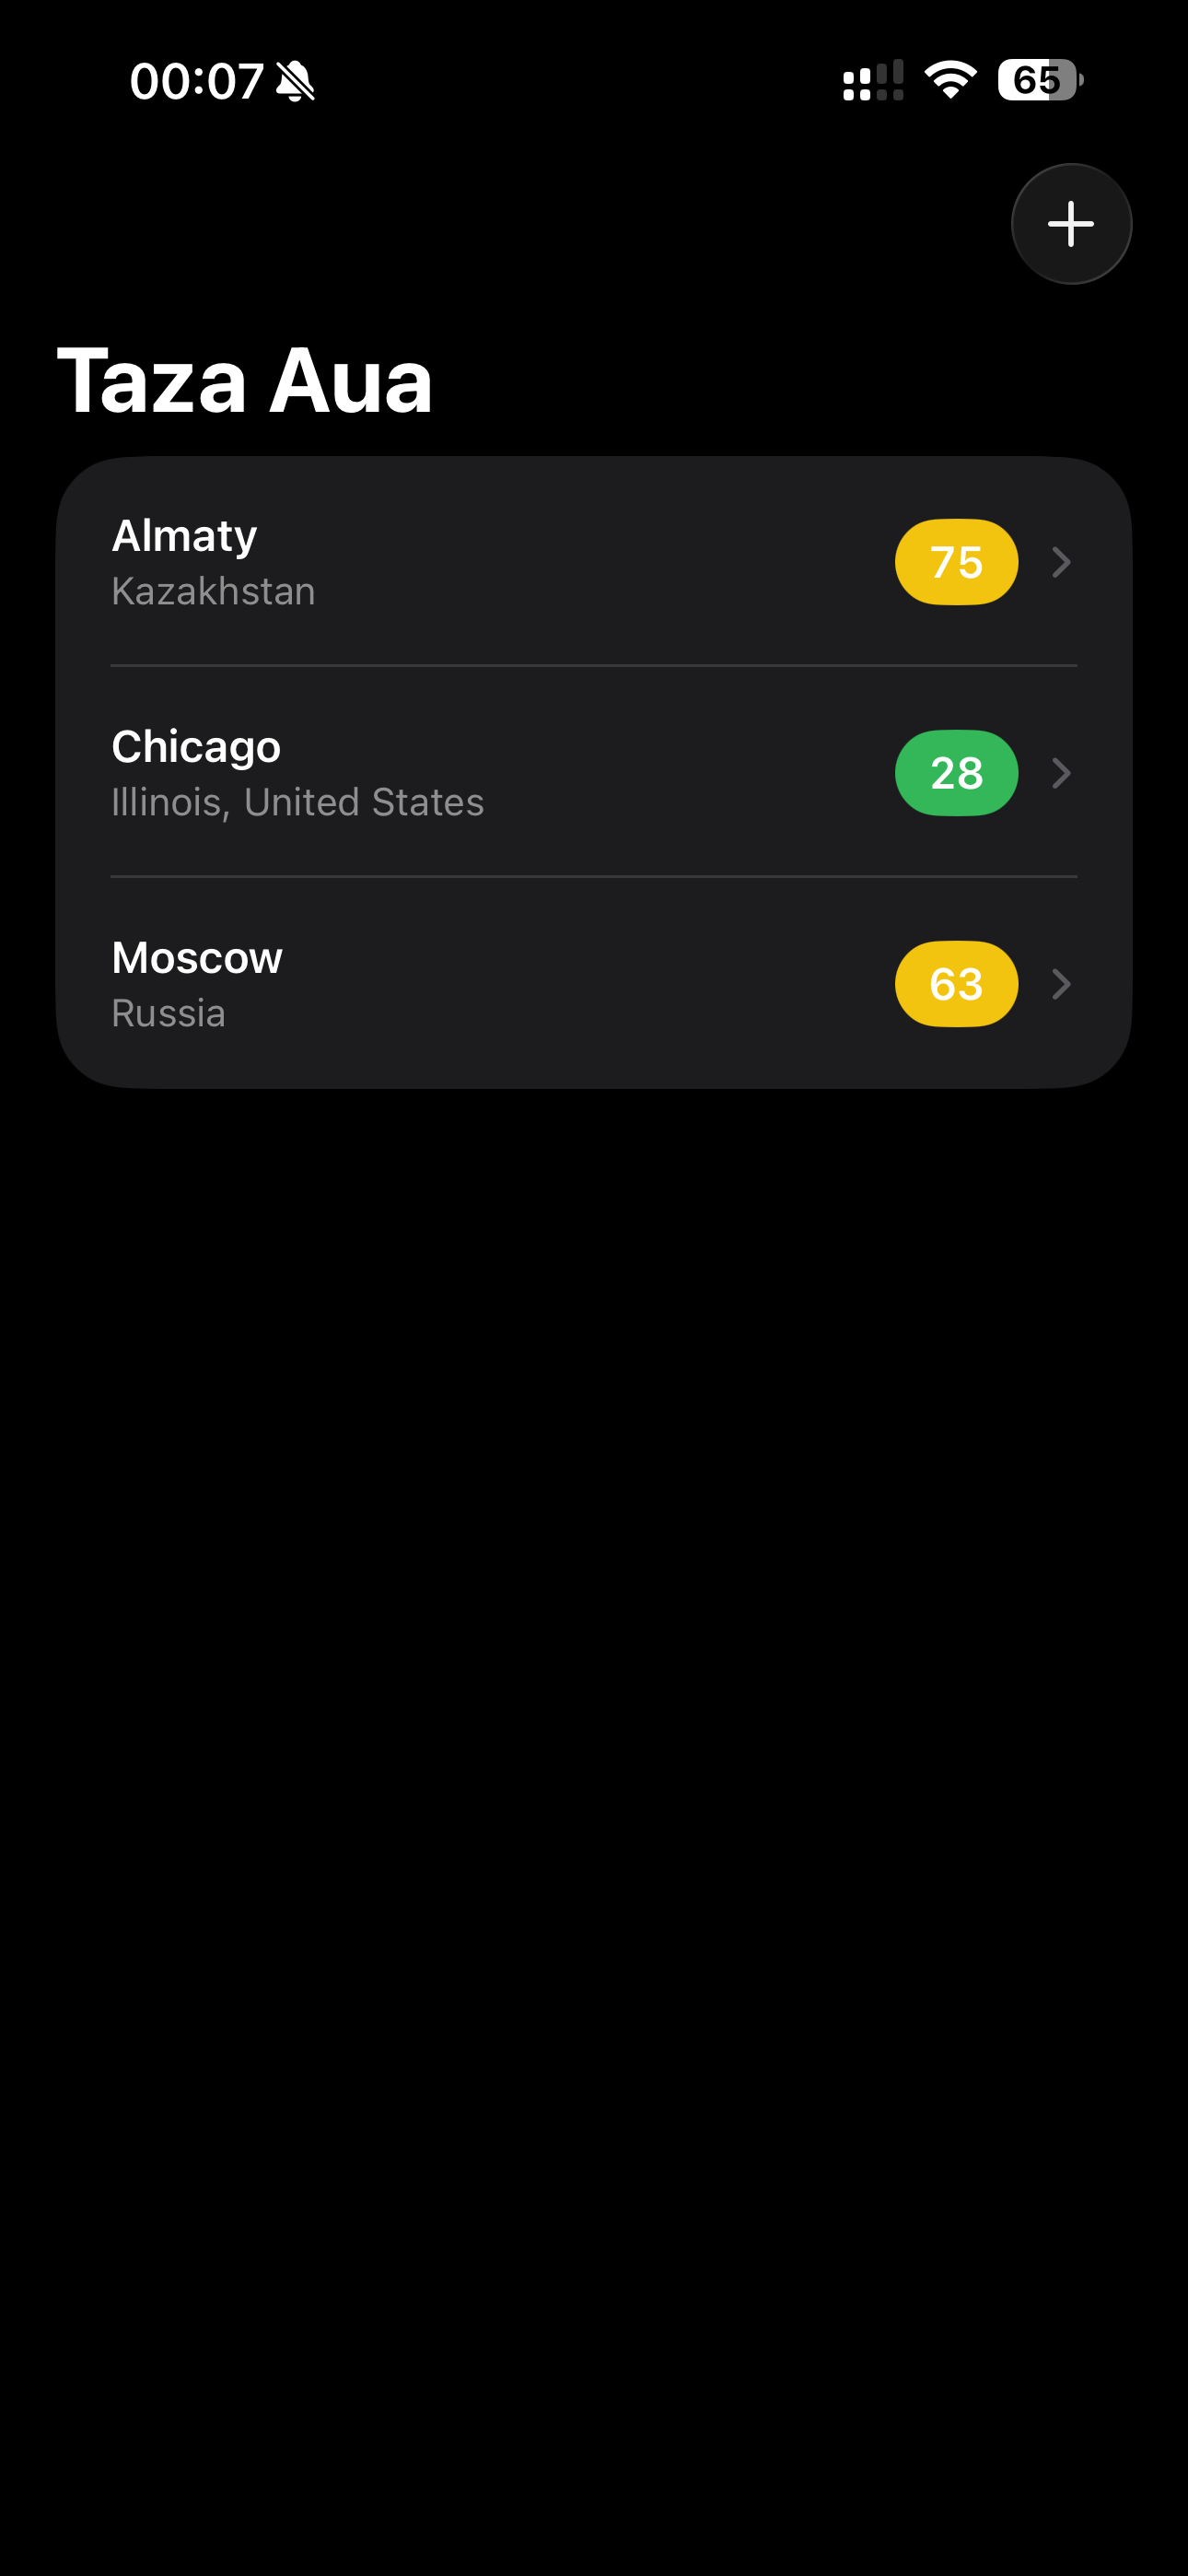 00:07
65
Taza Aua
Almaty
Kazakhstan
75
Chicago
Illinois, United States
28
Moscow
Russia
63